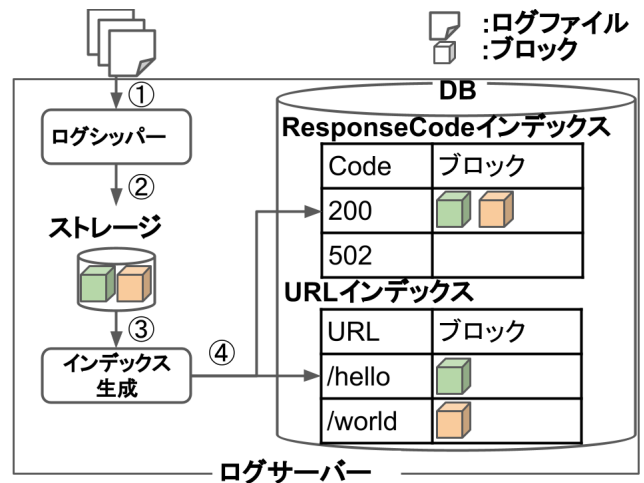 :ログファイル
:ブロック
①
DB
ログシッパー
ResponseCodeインデックス
Code ブロック
②
200
ストレージ
502
URLインデックス
③
URL ブロック
④
インデックス
生成
/hello
/world
ログサーバー